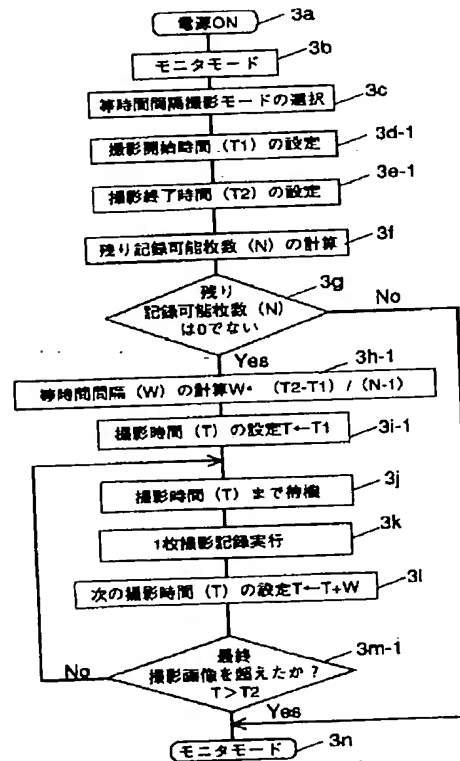 電源ON
3a
モニタモード
3b
等時間間隔撮影モードの選択
3c
撮影開始時間(T1)の設定
3d-1
撮影終了時間(T2)の設定
3e-1
残り記録可能枚数(N)の計算
3f
残り
記録可能枚数(N)
は0でない
3g
No
Yes
等時間間隔(W)の計算W・ (T2-T1)/(N-1)
3h-1
撮影時間(T)の設定T←T1
3i-1
撮影時間(T)まで待機
3j
1枚撮影記録実行
3k
次の撮影時間(T)の設定T←T+W
3l
最終
撮影画像を超えたか?
T>T2
3m-i
No
Yes
モニタモード
3n